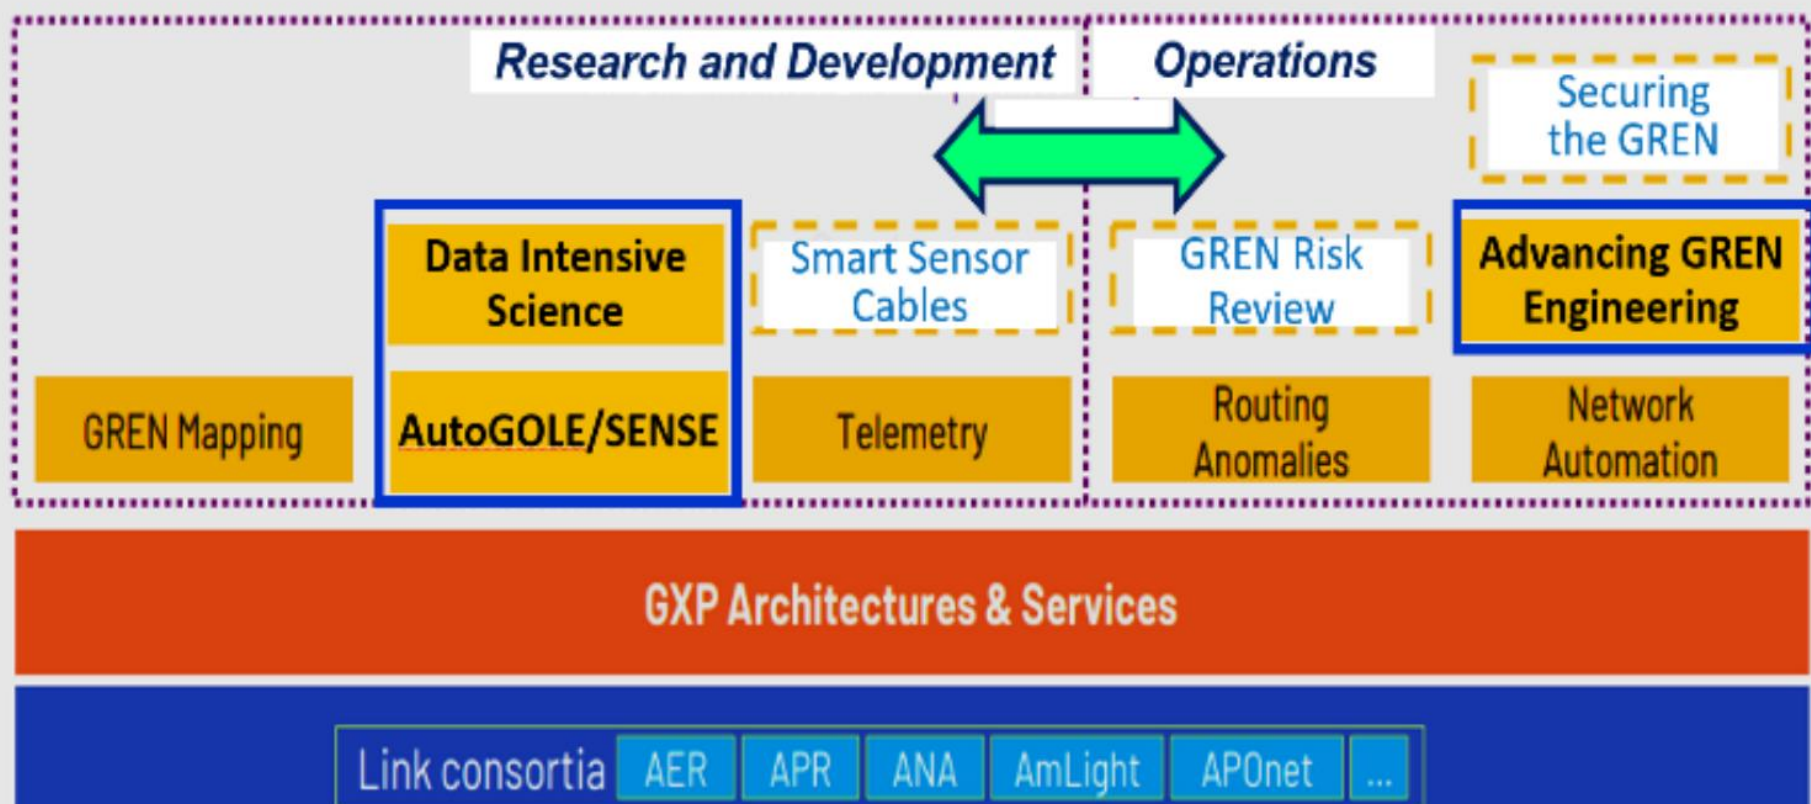 Research and Development
Operations
Securing
the GREN
Data Intensive
Science
Smart Sensor
Cables
GREN Risk
Review
Advancing GREN
Engineering
GREN Mapping
AutoGOLE/SENSE
Telemetry
Routing
Anomalies
Network
Automation
GXP Architectures & Services
Link consortia
AER
APR
ANA
AmLight
APOnet
...